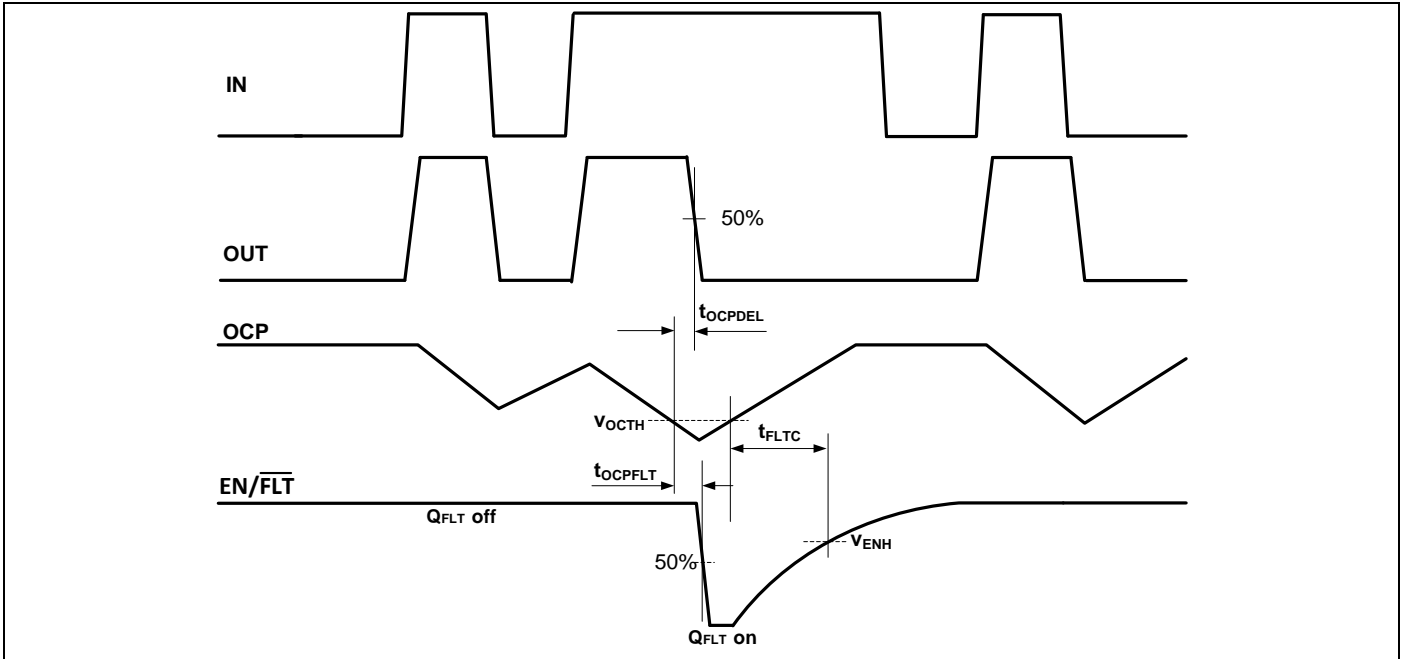 IN
50%
OUT
tOCPDEL
OCP
vOCTH
tFLTC
tOCPFLT
EN/FLT
QFLT off
vENH
50%
QFLT on